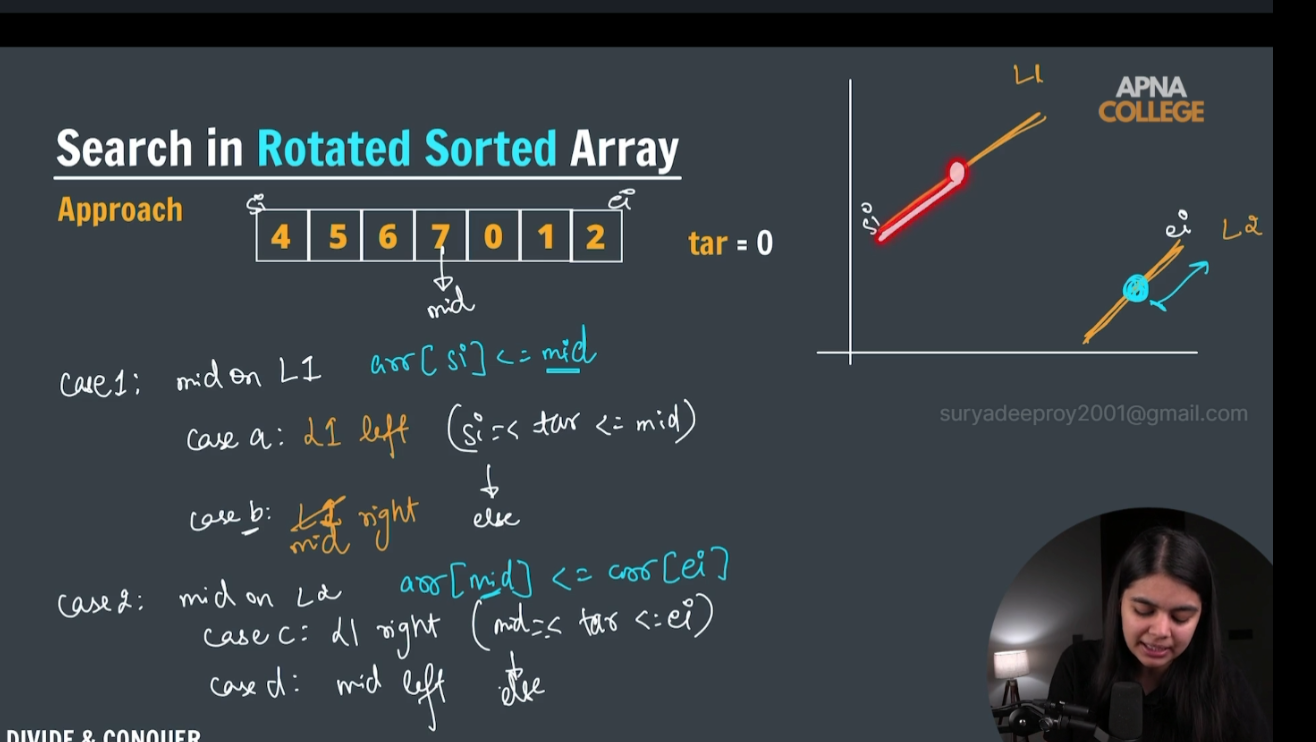 L1
APNA
COLLEGE
Search in Rotated Sorted Array
Approach
si
ei
4 5 6 7 0 1 2
tar = 0
mid
si
ei
L2
Case1: mid on L1 arr[si] <= mid
case a: L1 left (si=< tar <= mid)
case b: right else
mid
Case2: mid on L2 arr[mid] <= arr[ei]
case c: L1 right (mid=< tar <=ei)
case d: mid left else
suryadeeproy2001@gmail.com
DIVIDE & CONQUER